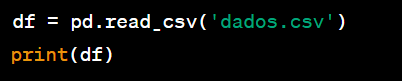 df = pd.read_csv('dados.csv')
print(df)